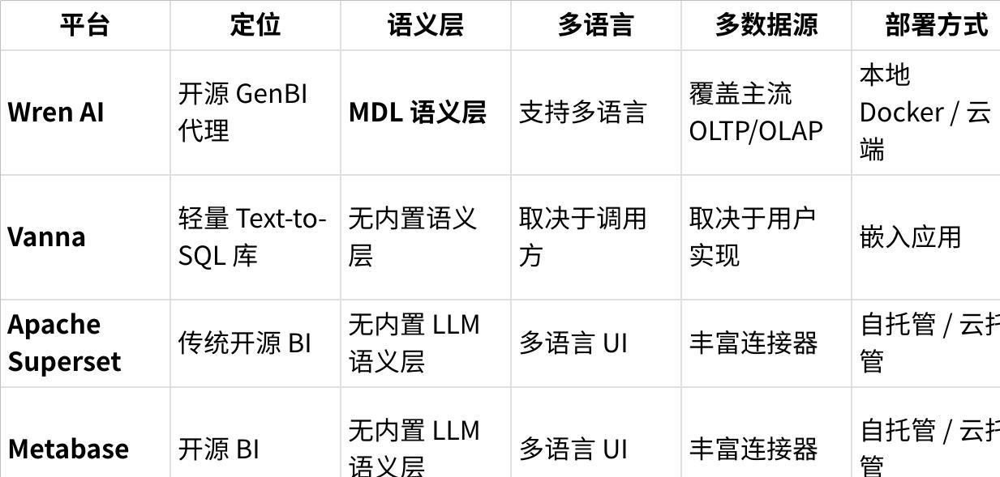 平台 定位 语义层 多语言 多数据源 部署方式
Wren AI
开源 GenBI
代理
MDL 语义层
支持多语言
覆盖主流
OLTP/OLAP
本地
Docker / 云
端
Vanna
轻量 Text-to-
SQL 库
无内置语义
层
取决于调用
方
取决于用户
实现
嵌入应用
Apache
Superset
传统开源 BI
无内置 LLM
语义层
多语言 UI
丰富连接器
自托管 / 云托
管
Metabase
开源 BI
无内置 LLM
语义层
多语言 UI
丰富连接器
自托管 / 云托
管